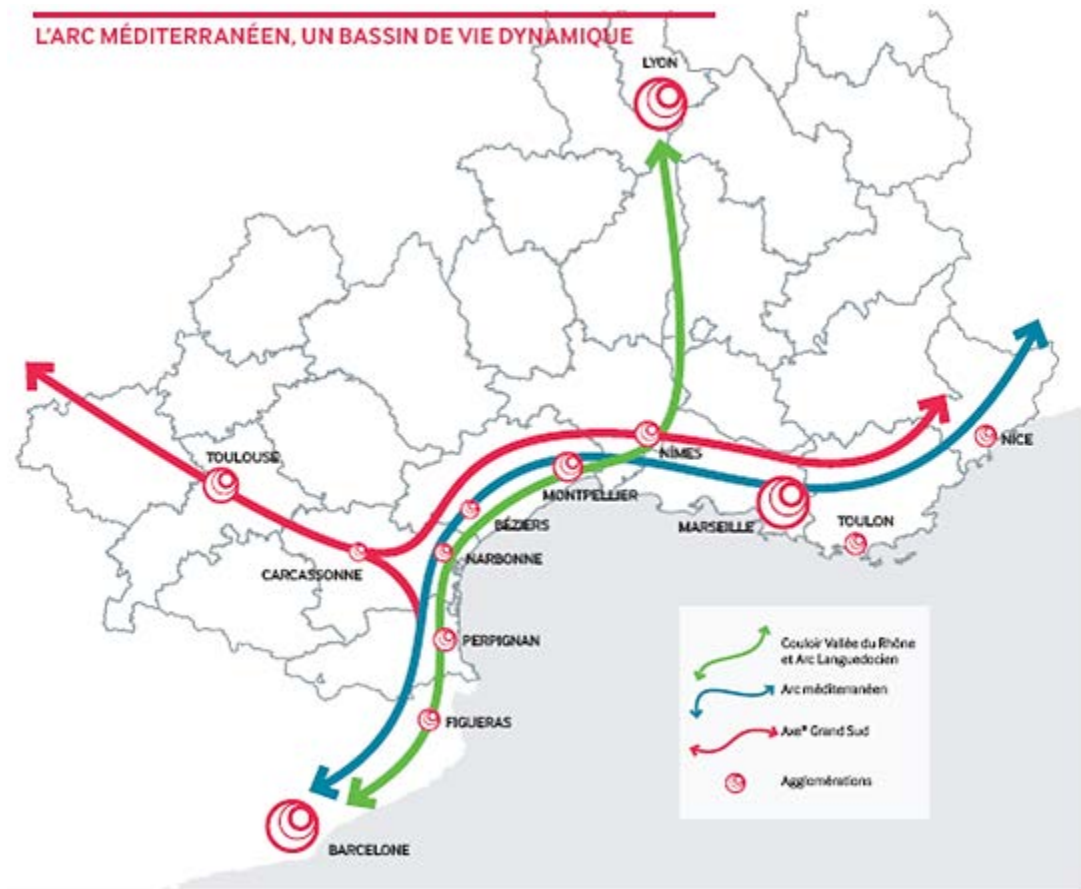 L'ARC MÉDITERRANÉEN, UN BASSIN DE VIE DYNAMIQUE
LYON
NÎMES
NICE
TOULOUSE
MONTPELLIER
MARSEILLE
BÉZIERS
TOULON
NARBONNE
CARCASSONNE
PERPIGNAN
FIGUERAS
BARCELONE
Couloir Vallée du Rhône
et Arc Languedocien
Arc méditerranéen
Axe* Grand Sud
Agglomérations